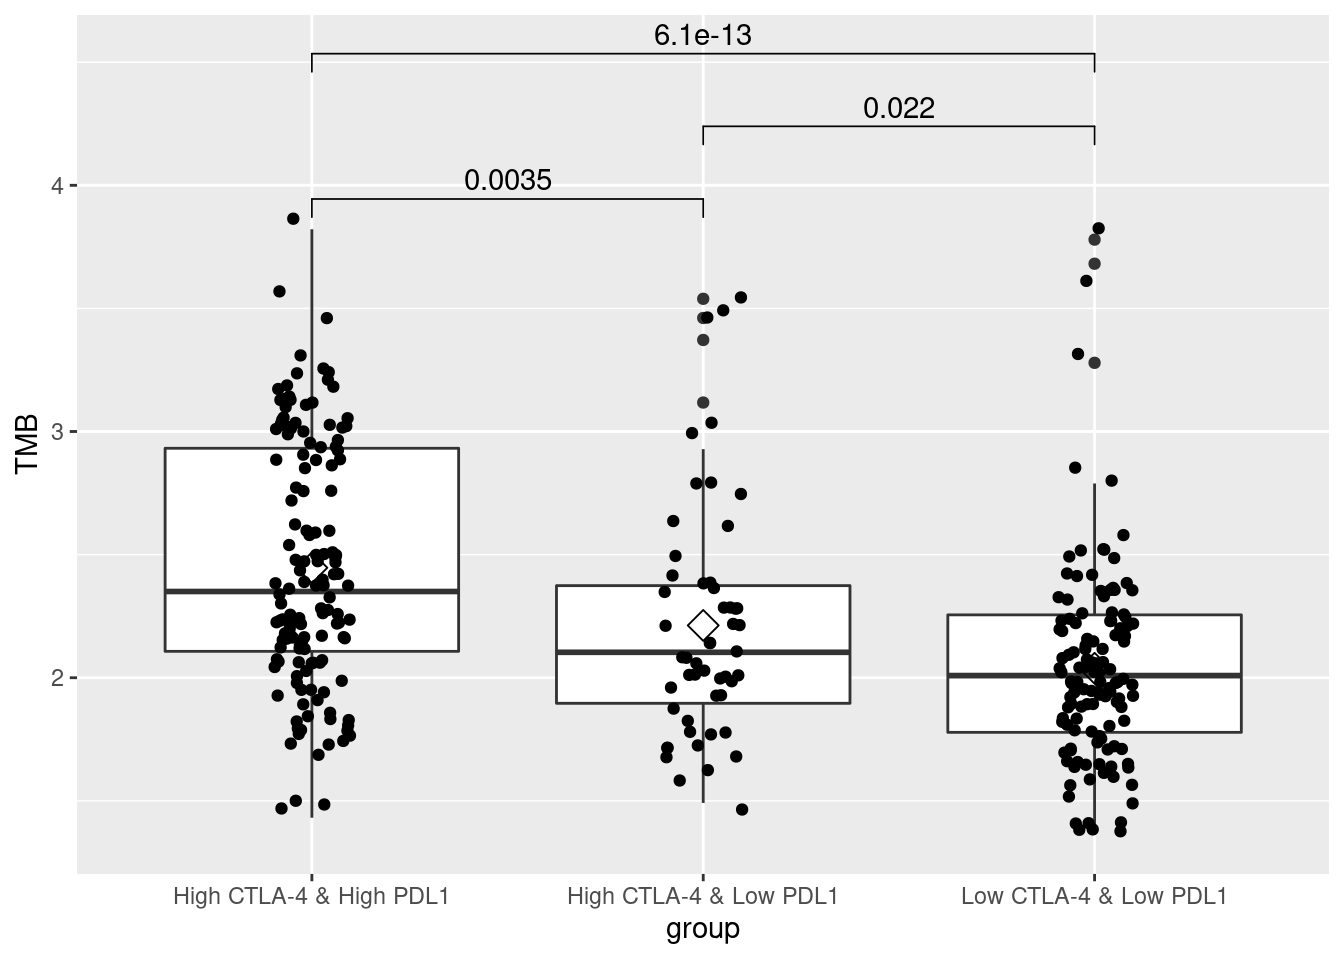 6.1e-13
0.022
0.0035
4
3
2
TMB
High CTLA-4 & High PDL1
High CTLA-4 & Low PDL1
Low CTLA-4 & Low PDL1
group